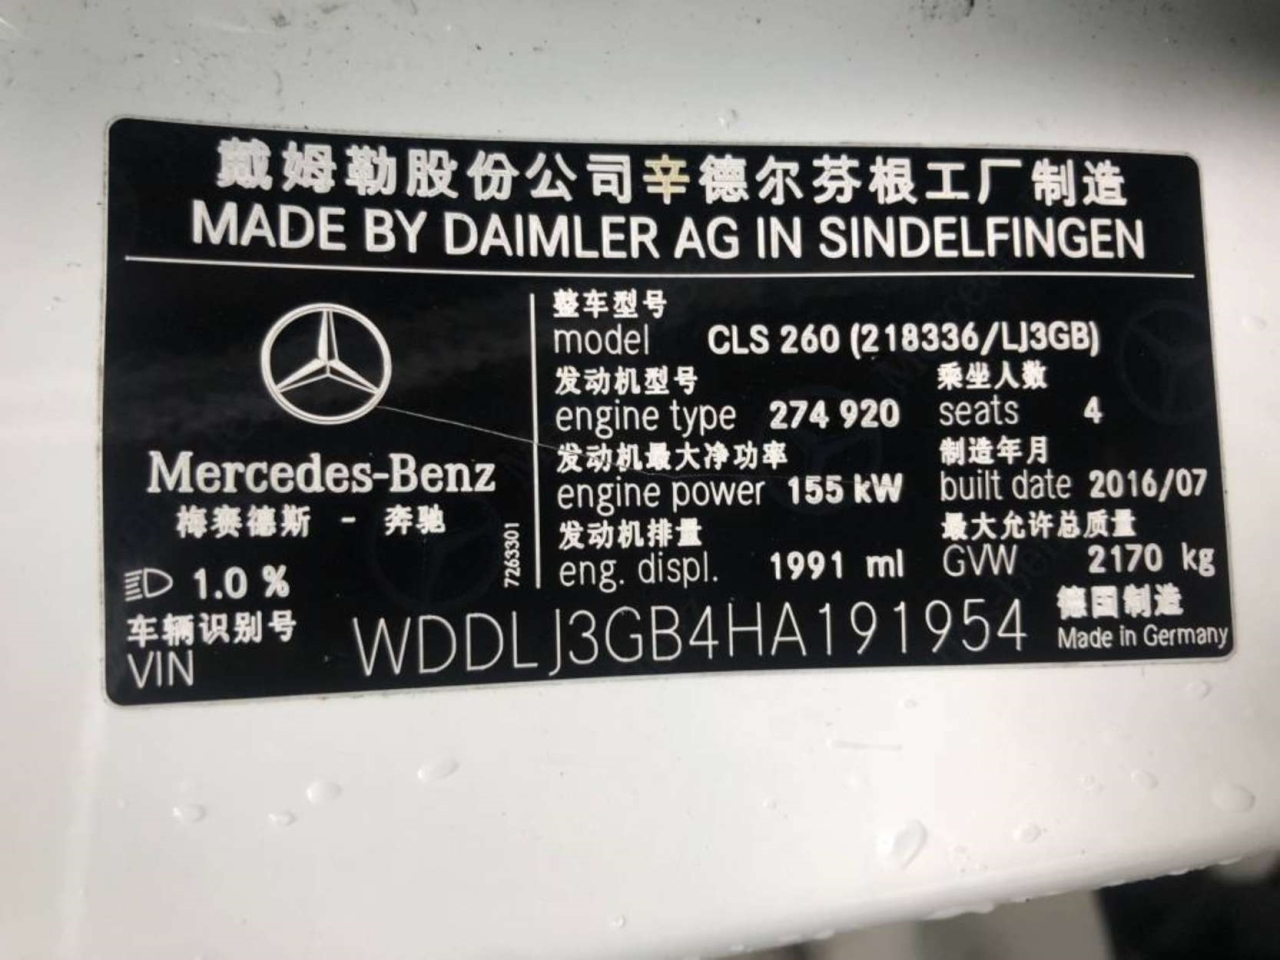 戴姆勒股份公司辛德尔芬根工厂制造
MADE BY DAIMLER AG IN SINDELFINGEN
Mercedes-Benz
梅赛德斯 - 奔驰
1.0 %
7263301
整车型号
model CLS 260 (218336/LJ3GB)
发动机型号 乘坐人数
engine type 274 920 seats 4
发动机最大净功率 制造年月
engine power 155 kW built date 2016/07
发动机排量 最大允许总质量
eng. displ. 1991 ml GVW 2170 kg
车辆识别号 德国制造
VIN WDDLJ3GB4HA191954 Made in Germany